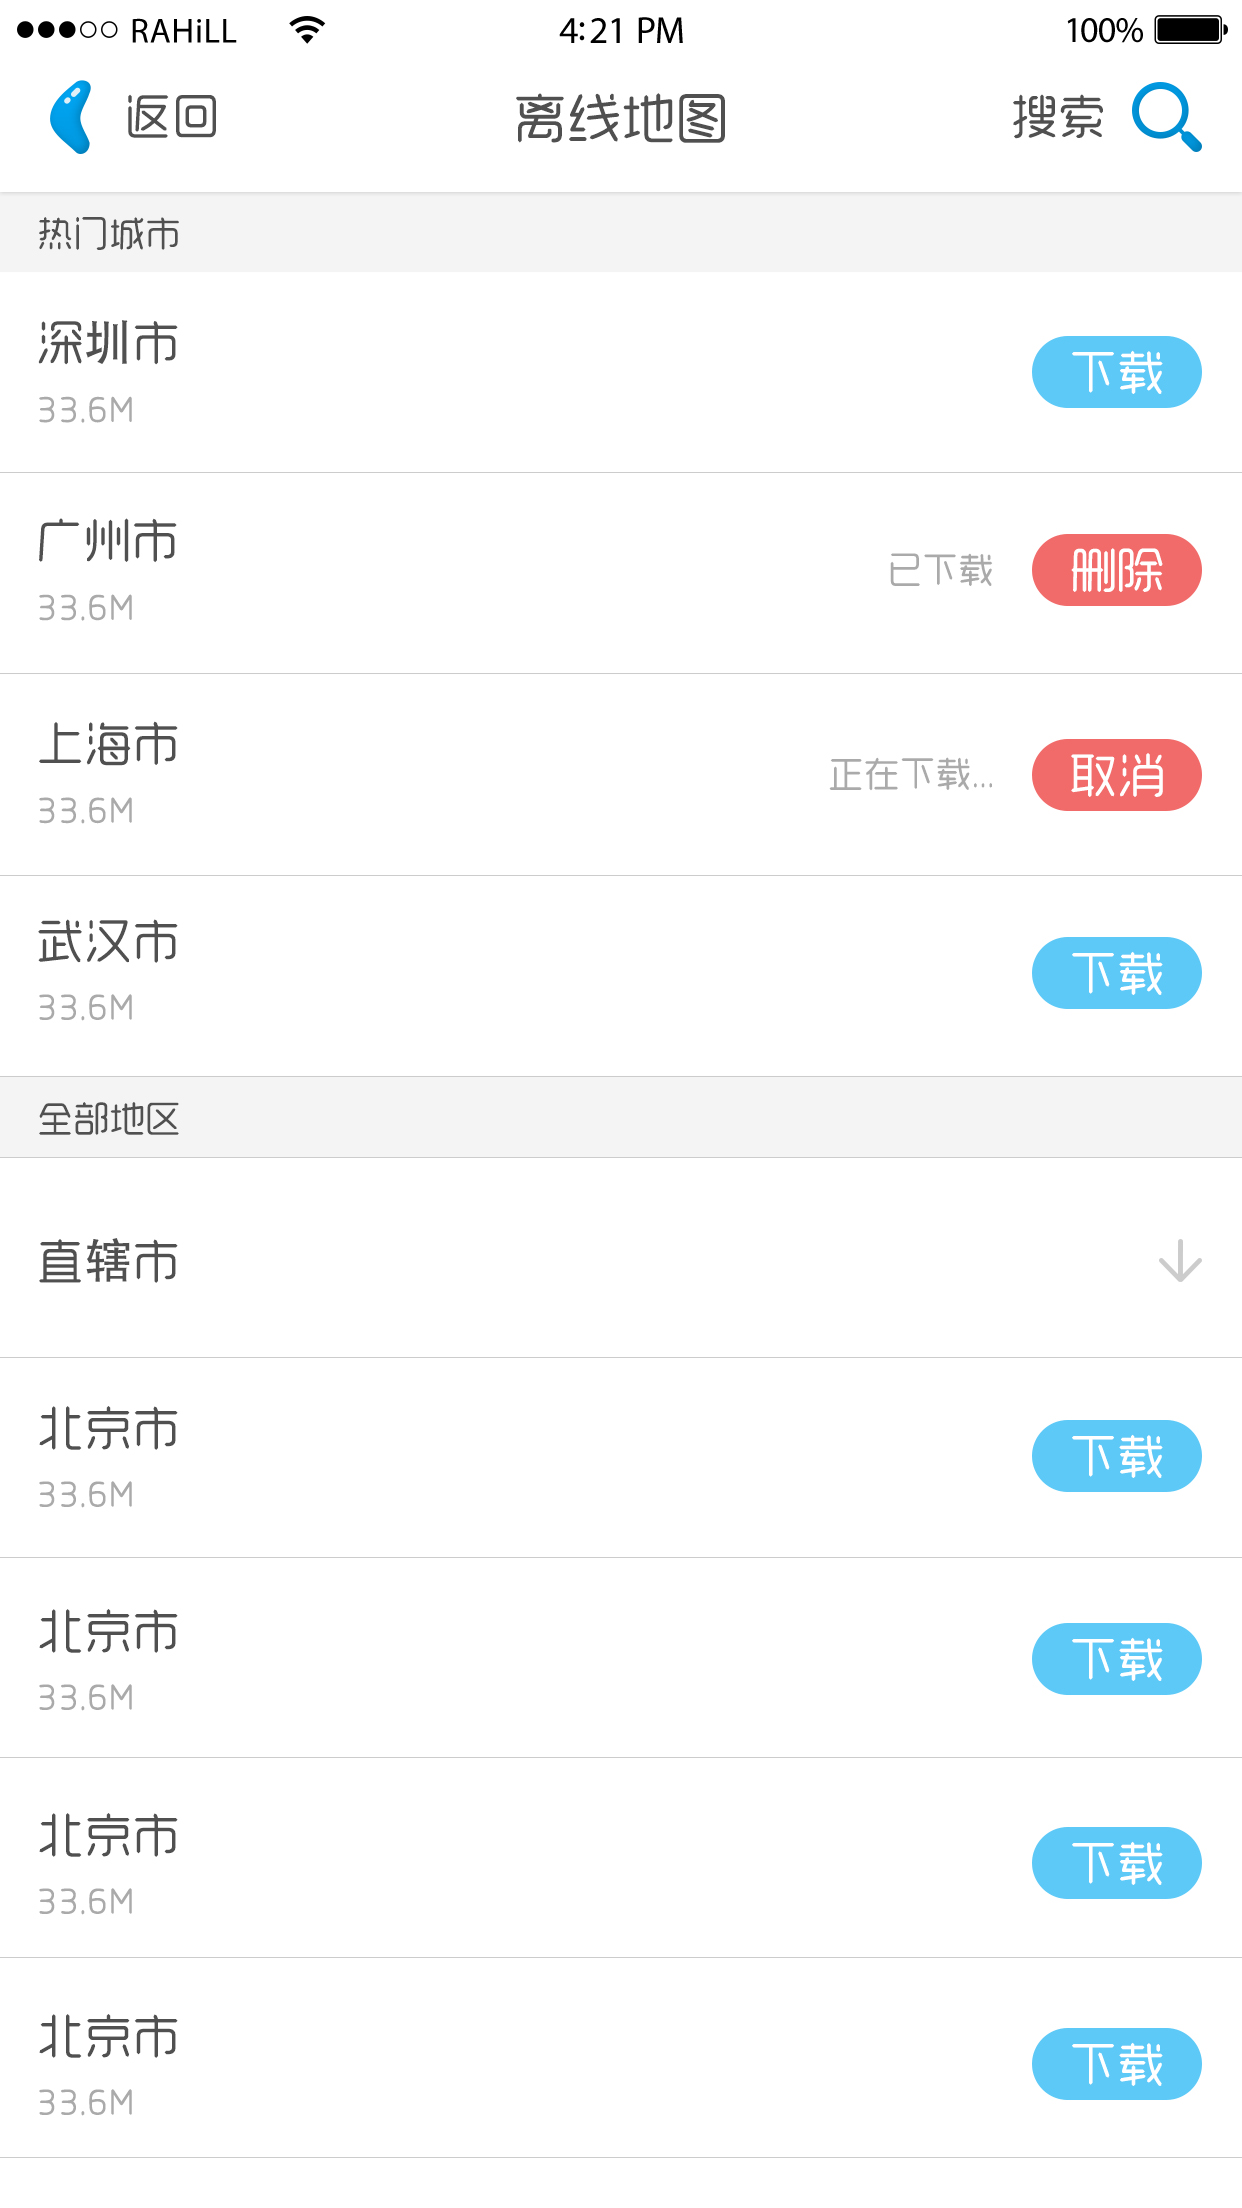 RAHiLL 4:21 PM 100%
返回 离线地图 搜索
热门城市
深圳市
33.6M
下载
广州市
33.6M
已下载 删除
上海市
33.6M
正在下载... 取消
武汉市
33.6M
下载
全部地区
直辖市
北京市
33.6M
下载
北京市
33.6M
下载
北京市
33.6M
下载
北京市
33.6M
下载